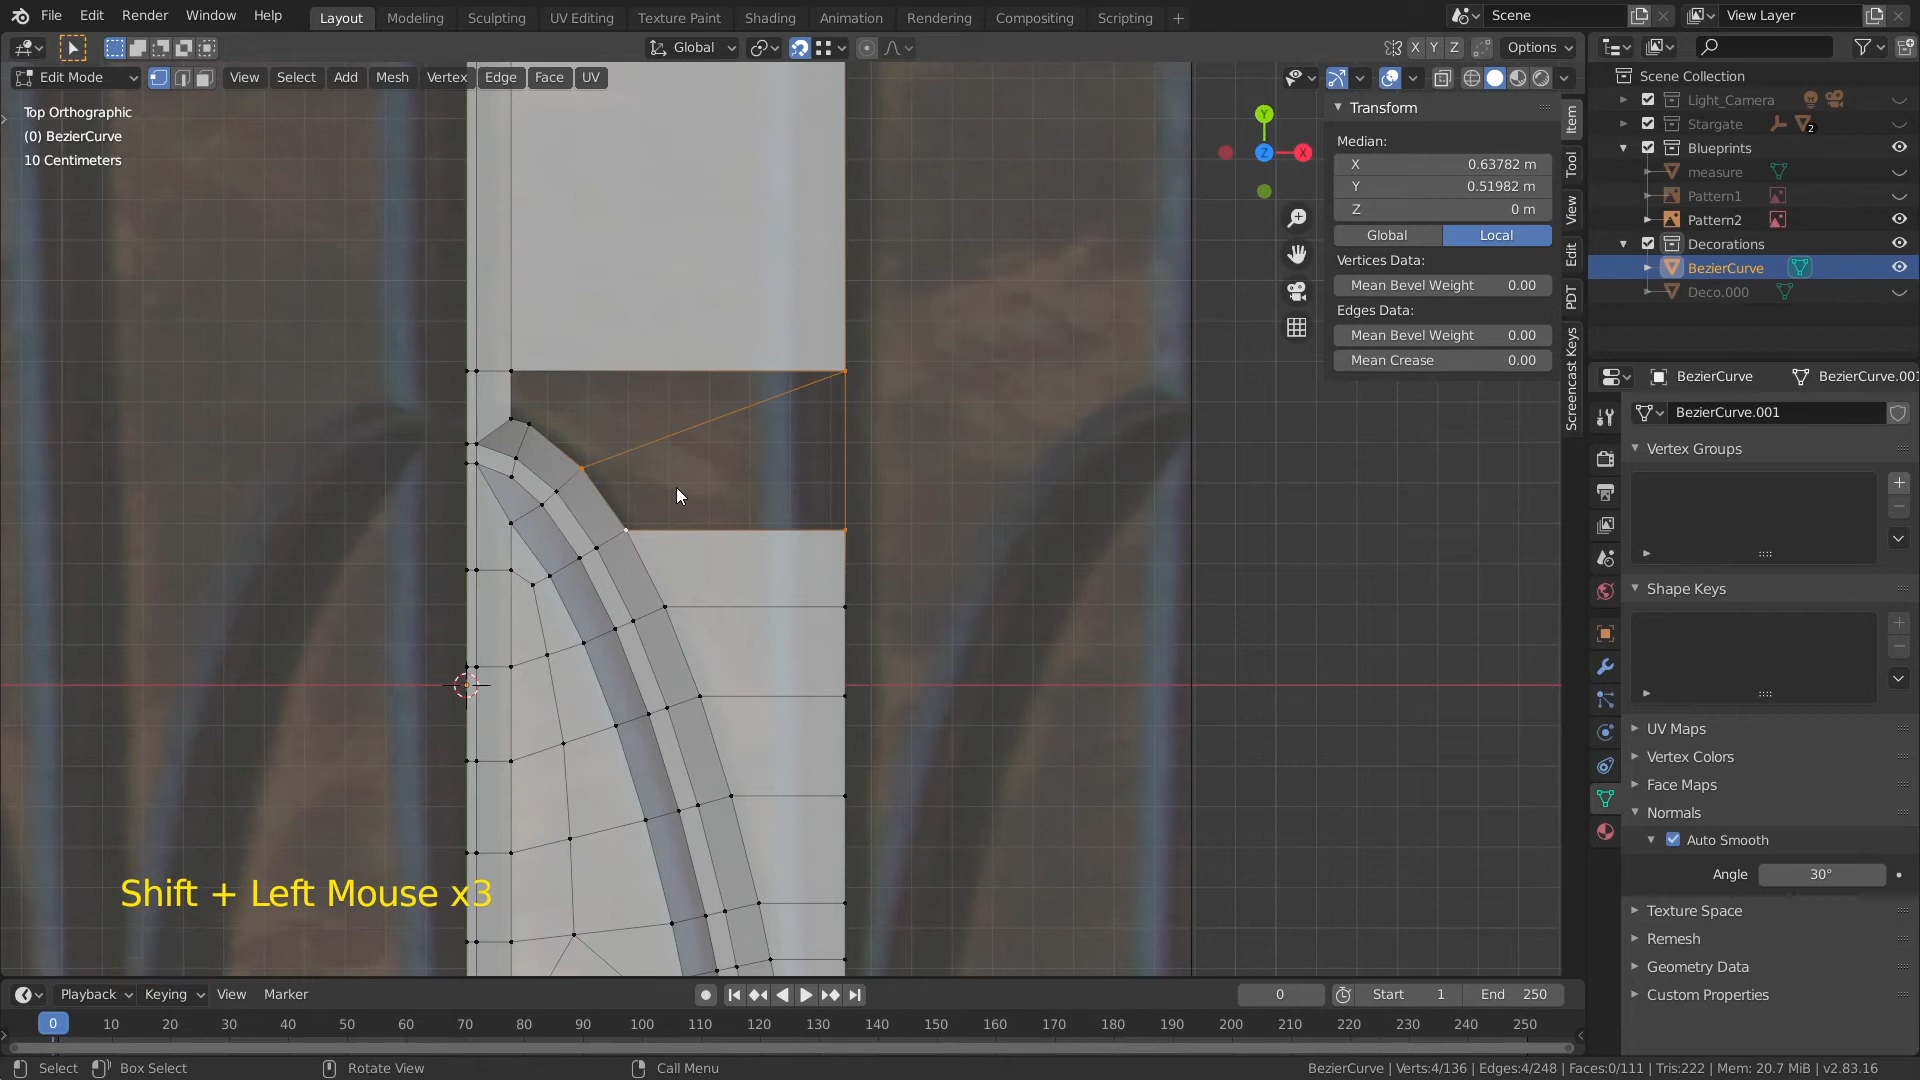 File Edit Render Window Help Layout Modeling Sculpting UV Editing Texture Paint Shading Animation Rendering Compositing Scripting + Scene View Layer
Global X Y Z Options
Edit Mode View Select Add Mesh Vertex Edge Face UV
Top Orthographic
(0) BezierCurve
10 Centimeters
Y
Z X
Transform
Median:
X 0.63782 m
Y 0.51982 m
Z 0 m
Global Local
Vertices Data:
Mean Bevel Weight 0.00
Edges Data:
Mean Bevel Weight 0.00
Mean Crease 0.00
Item
Tool
View
Edit
PDT
Screencast Keys
Scene Collection
Light_Camera
Stargate 2
Blueprints
measure
Pattern1
Pattern2
Decorations
BezierCurve
Deco.000
BezierCurve BezierCurve.001
BezierCurve.001
Vertex Groups
Shape Keys
UV Maps
Vertex Colors
Face Maps
Normals
Auto Smooth
Angle 30°
Texture Space
Remesh
Geometry Data
Custom Properties
Shift + Left Mouse x3
Playback Keying View Marker 0 Start 1 End 250
0 10 20 30 40 50 60 70 80 90 100 110 120 130 140 150 160 170 180 190 200 210 220 230 240 250
Select Box Select Rotate View Call Menu BezierCurve | Verts:4/136 | Edges:4/248 | Faces:0/111 | Tris:222 | Mem: 20.7 MiB | v2.83.16